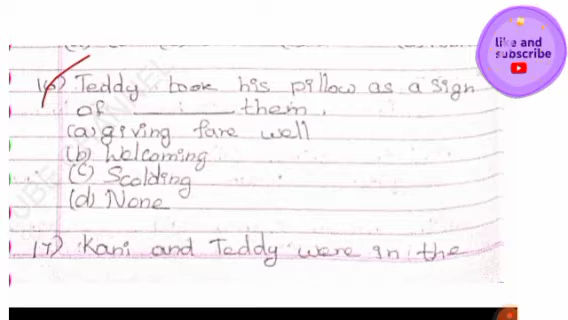 like and
subscribe
16) Teddy took his pillow as a sign
of ________ them.
(a) giving fare well
(b) Welcoming
(c) Scolding
(d) None
17) Kani and Teddy were in the